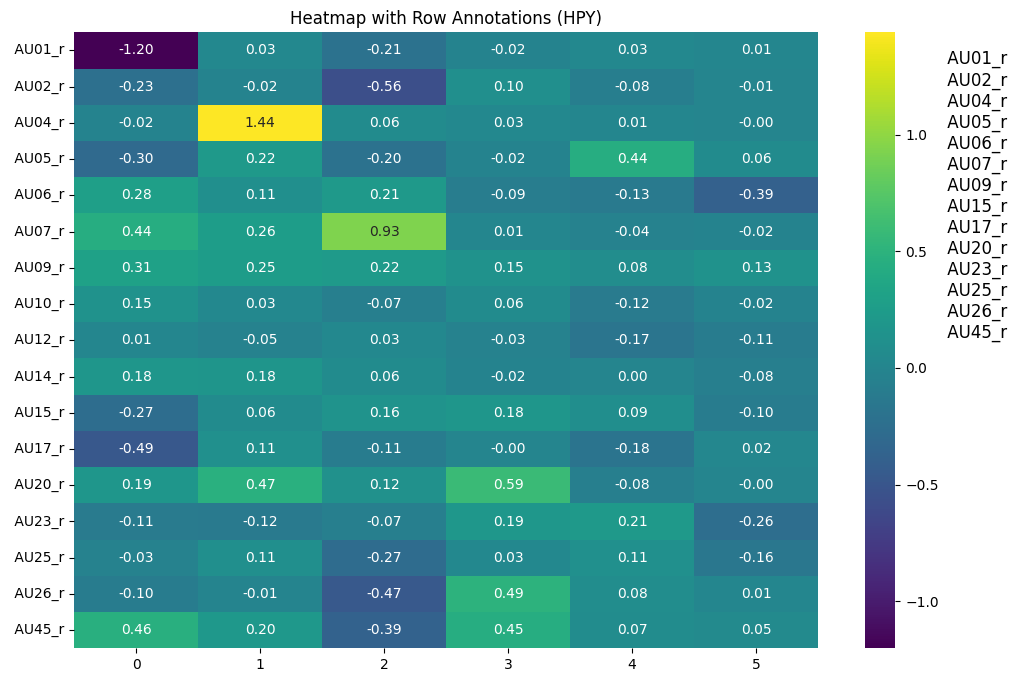 Heatmap with Row Annotations (HPY)
AU01_r -1.20 0.03 -0.21 -0.02 0.03 0.01
AU02_r -0.23 -0.02 -0.56 0.10 -0.08 -0.01
AU04_r -0.02 1.44 0.06 0.03 0.01 -0.00
AU05_r -0.30 0.22 -0.20 -0.02 0.44 0.06
AU06_r 0.28 0.11 0.21 -0.09 -0.13 -0.39
AU07_r 0.44 0.26 0.93 0.01 -0.04 -0.02
AU09_r 0.31 0.25 0.22 0.15 0.08 0.13
AU10_r 0.15 0.03 -0.07 0.06 -0.12 -0.02
AU12_r 0.01 -0.05 0.03 -0.03 -0.17 -0.11
AU14_r 0.18 0.18 0.06 -0.02 0.00 -0.08
AU15_r -0.27 0.06 0.16 0.18 0.09 -0.10
AU17_r -0.49 0.11 -0.11 -0.00 -0.18 0.02
AU20_r 0.19 0.47 0.12 0.59 -0.08 -0.00
AU23_r -0.11 -0.12 -0.07 0.19 0.21 -0.26
AU25_r -0.03 0.11 -0.27 0.03 0.11 -0.16
AU26_r -0.10 -0.01 -0.47 0.49 0.08 0.01
AU45_r 0.46 0.20 -0.39 0.45 0.07 0.05
0 1 2 3 4 5
1.0
0.5
0.0
−0.5
−1.0
AU01_r
AU02_r
AU04_r
AU05_r
AU06_r
AU07_r
AU09_r
AU15_r
AU17_r
AU20_r
AU23_r
AU25_r
AU26_r
AU45_r